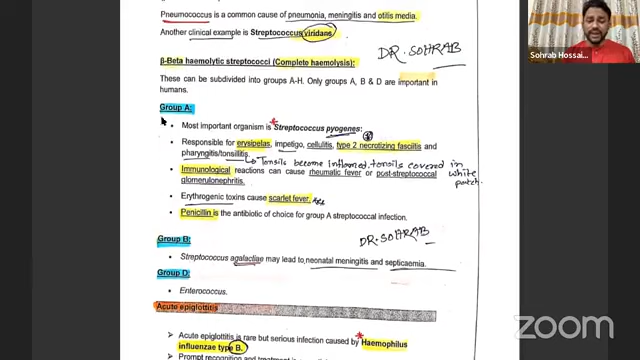 Pneumococcus is a common cause of pneumonia, meningitis and otitis media.
Another clinical example is Streptococcus viridans
DR. SOHRAB
Sohrab Hossai...
β-Beta haemolytic streptococci (Complete haemolysis)
These can be subdivided into groups A-H. Only groups A, B & D are important in
humans.
Group A:
Most important organism is Streptococcus pyogenes:
Responsible for erysipelas, impetigo, cellulitis, type 2 necrotizing fasciitis and
pharyngitis/tonsillitis. Tonsils become inflamed. tonsils covered in
white patch.
Immunological reactions can cause rheumatic fever or post-streptococcal
glomerulonephritis.
Erythrogenic toxins cause scarlet fever.
Penicillin is the antibiotic of choice for group A streptococcal infection.
DR. SOHRAB
Group B:
Streptococcus agalactiae may lead to neonatal meningitis and septicaemia.
Group D:
Enterococcus.
Acute epiglottitis
Acute epiglottitis is rare but serious infection caused by Haemophilus
influenzae type B.
Prompt recognition and treatment is
zoom